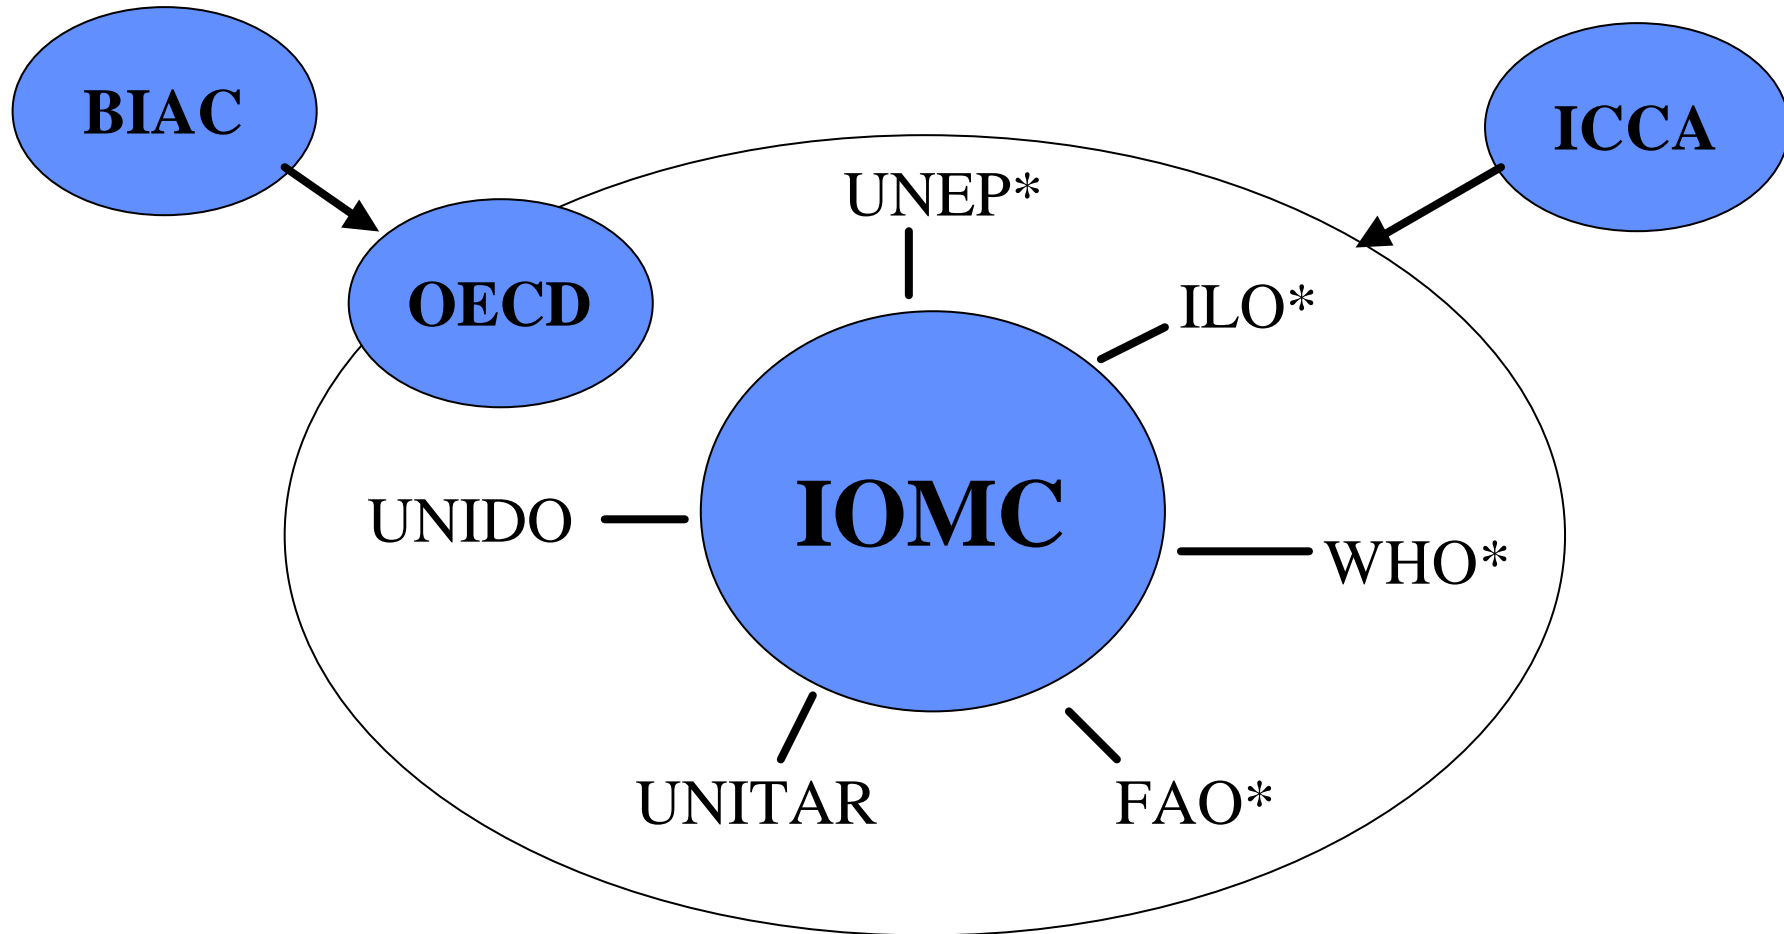 BIAC
ICCA
UNEP*
OECD
ILO*
IOMC
UNIDO
WHO*
UNITAR
FAO*